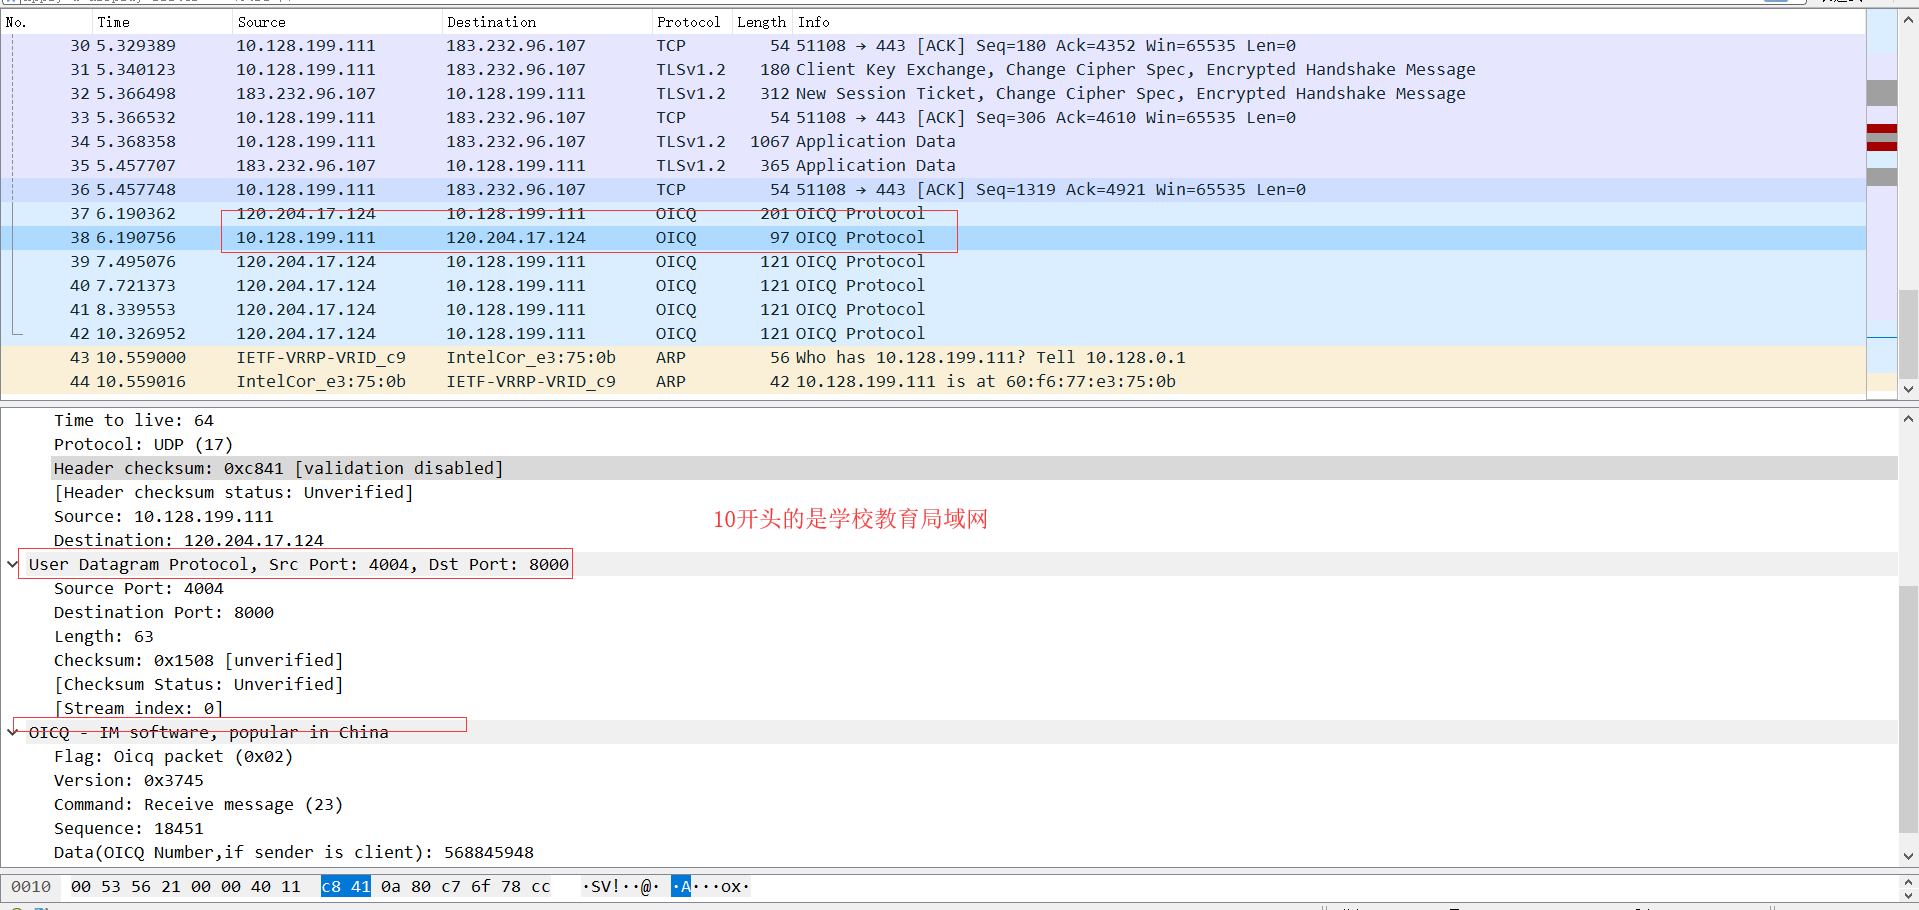 No. Time Source Destination Protocol Length Info
30 5.329389 10.128.199.111 183.232.96.107 TCP 54 51108 → 443 [ACK] Seq=180 Ack=4352 Win=65535 Len=0
31 5.340123 10.128.199.111 183.232.96.107 TLSv1.2 180 Client Key Exchange, Change Cipher Spec, Encrypted Handshake Message
32 5.366498 183.232.96.107 10.128.199.111 TLSv1.2 312 New Session Ticket, Change Cipher Spec, Encrypted Handshake Message
33 5.366532 10.128.199.111 183.232.96.107 TCP 54 51108 → 443 [ACK] Seq=306 Ack=4610 Win=65535 Len=0
34 5.368358 10.128.199.111 183.232.96.107 TLSv1.2 1067 Application Data
35 5.457707 183.232.96.107 10.128.199.111 TLSv1.2 365 Application Data
36 5.457748 10.128.199.111 183.232.96.107 TCP 54 51108 → 443 [ACK] Seq=1319 Ack=4921 Win=65535 Len=0
37 6.190362 120.204.17.124 10.128.199.111 OICQ 201 OICQ Protocol
38 6.190756 10.128.199.111 120.204.17.124 OICQ 97 OICQ Protocol
39 7.495076 120.204.17.124 10.128.199.111 OICQ 121 OICQ Protocol
40 7.721373 120.204.17.124 10.128.199.111 OICQ 121 OICQ Protocol
41 8.339553 120.204.17.124 10.128.199.111 OICQ 121 OICQ Protocol
42 10.326952 120.204.17.124 10.128.199.111 OICQ 121 OICQ Protocol
43 10.559000 IETF-VRRP-VRID_c9 IntelCor_e3:75:0b ARP 56 Who has 10.128.199.111? Tell 10.128.0.1
44 10.559016 IntelCor_e3:75:0b IETF-VRRP-VRID_c9 ARP 42 10.128.199.111 is at 60:f6:77:e3:75:0b
Time to live: 64
Protocol: UDP (17)
Header checksum: 0xc841 [validation disabled]
[Header checksum status: Unverified]
Source: 10.128.199.111
10开头的是学校教育局域网
Destination: 120.204.17.124
User Datagram Protocol, Src Port: 4004, Dst Port: 8000
Source Port: 4004
Destination Port: 8000
Length: 63
Checksum: 0x1508 [unverified]
[Checksum Status: Unverified]
[Stream index: 0]
OICQ - IM software, popular in China
Flag: Oicq packet (0x02)
Version: 0x3745
Command: Receive message (23)
Sequence: 18451
Data(OICQ Number,if sender is client): 568845948
0010 00 53 56 21 00 00 40 11 c8 41 0a 80 c7 6f 78 cc ·SV!··@· ·A···ox·